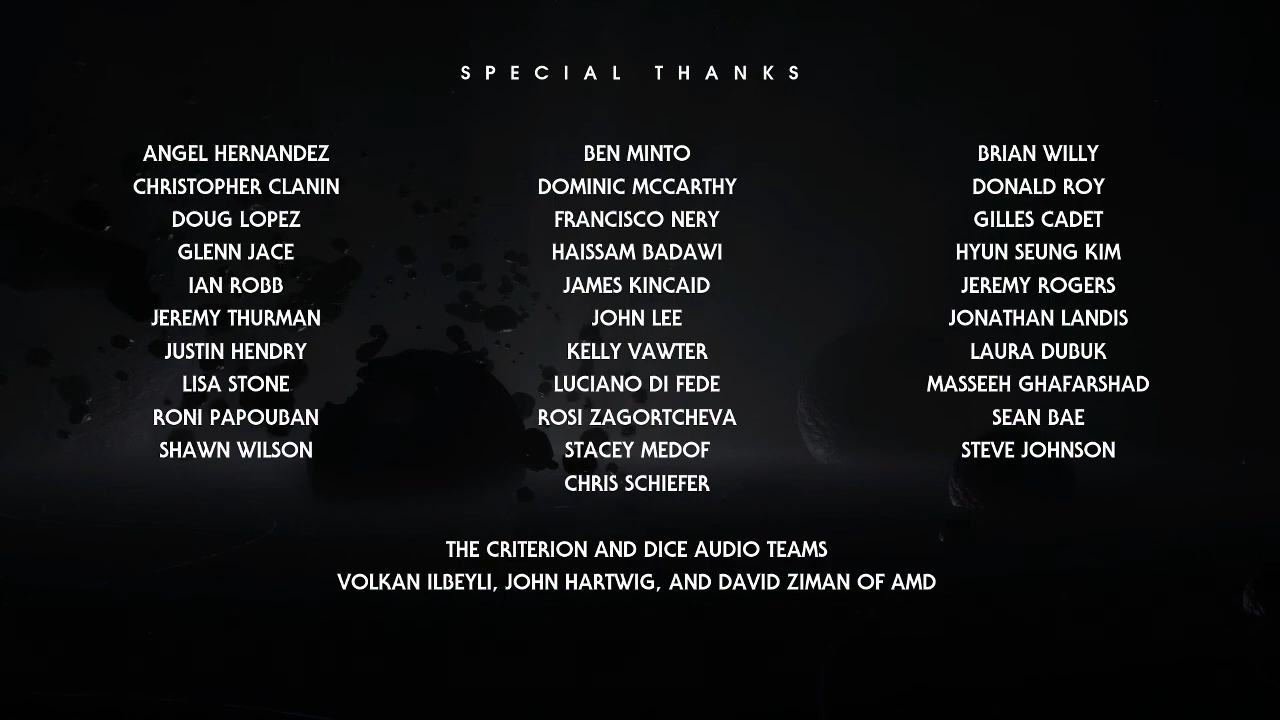 SPECIAL THANKS
ANGEL HERNANDEZ
CHRISTOPHER CLANIN
DOUG LOPEZ
GLENN JACE
IAN ROBB
JEREMY THURMAN
JUSTIN HENDRY
LISA STONE
RONI PAPOUBAN
SHAWN WILSON
BEN MINTO
DOMINIC MCCARTHY
FRANCISCO NERY
HAISSAM BADAWI
JAMES KINCAID
JOHN LEE
KELLY VAWTER
LUCIANO DI FEDE
ROSI ZAGORTCHEVA
STACEY MEDOF
CHRIS SCHIEFER
BRIAN WILLY
DONALD ROY
GILLES CADET
HYUN SEUNG KIM
JEREMY ROGERS
JONATHAN LANDIS
LAURA DUBUK
MASSEEH GHAFARSHAD
SEAN BAE
STEVE JOHNSON
THE CRITERION AND DICE AUDIO TEAMS
VOLKAN ILBEYLI, JOHN HARTWIG, AND DAVID ZIMAN OF AMD